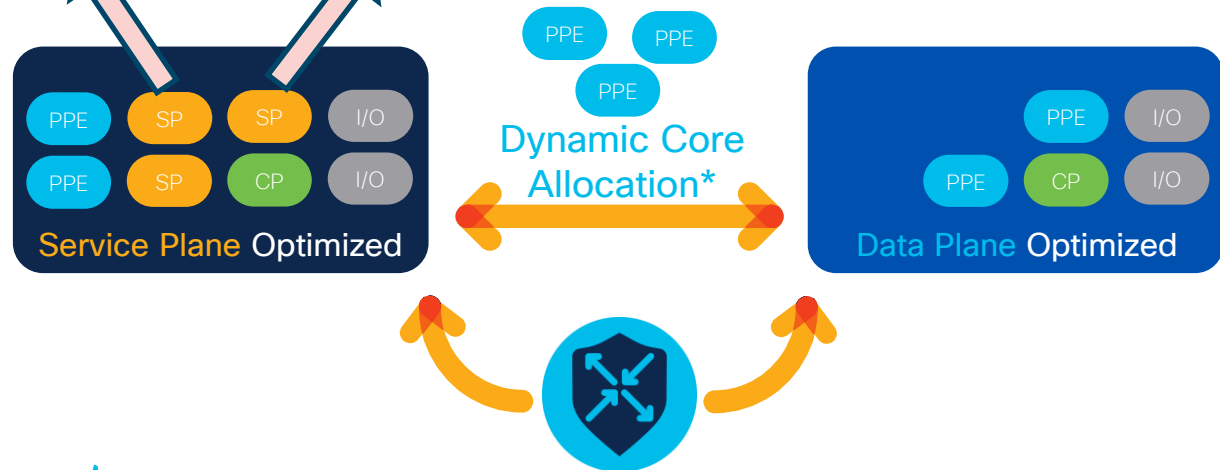 PPE PPE
PPE
Dynamic Core
Allocation*
PPE SP SP I/O
PPE SP CP I/O
Service Plane Optimized
PPE I/O
PPE CP I/O
Data Plane Optimized